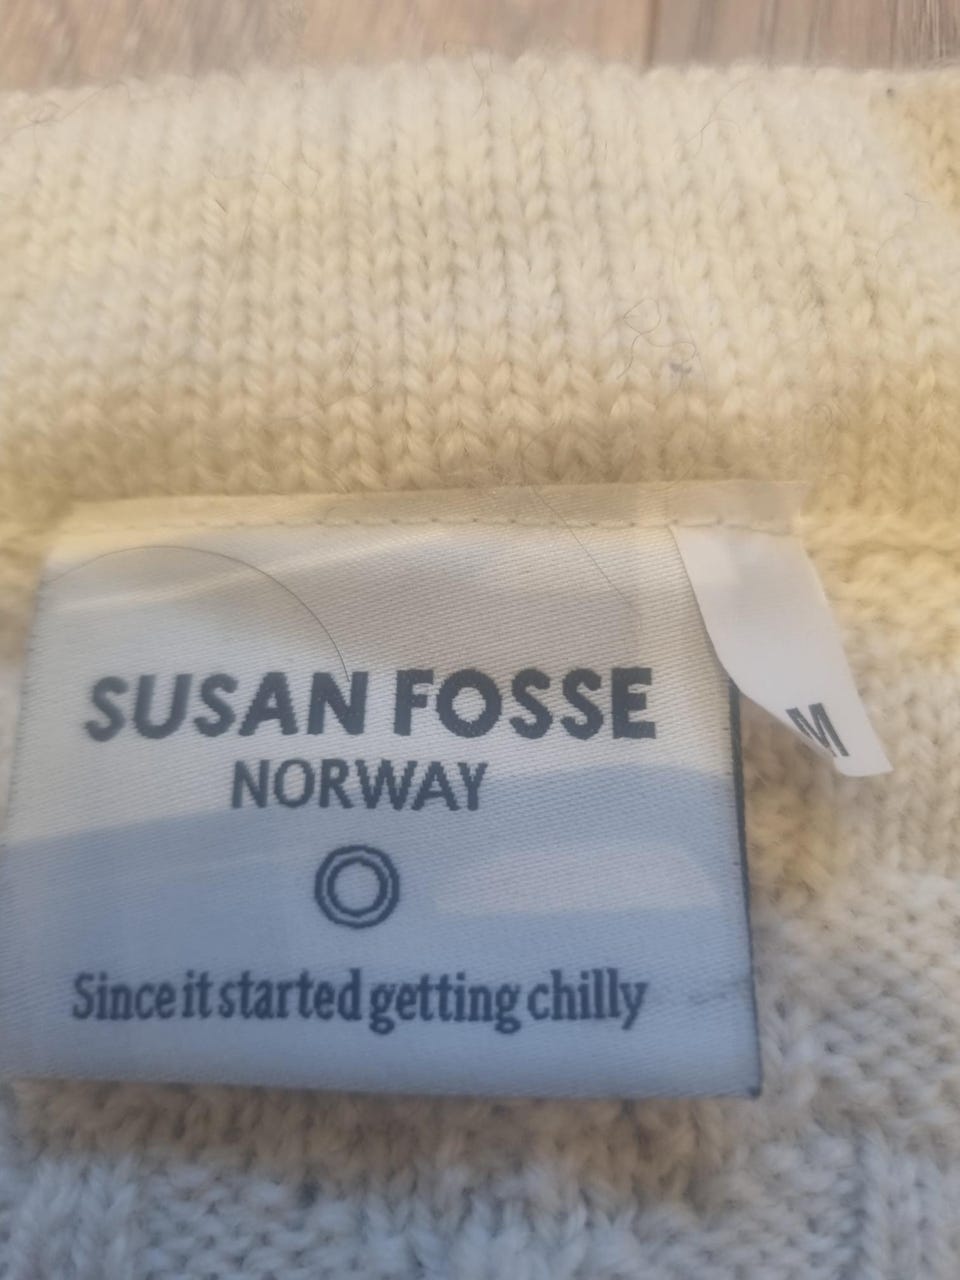 SUSAN FOSSE
NORWAY
Since it started getting chilly
M